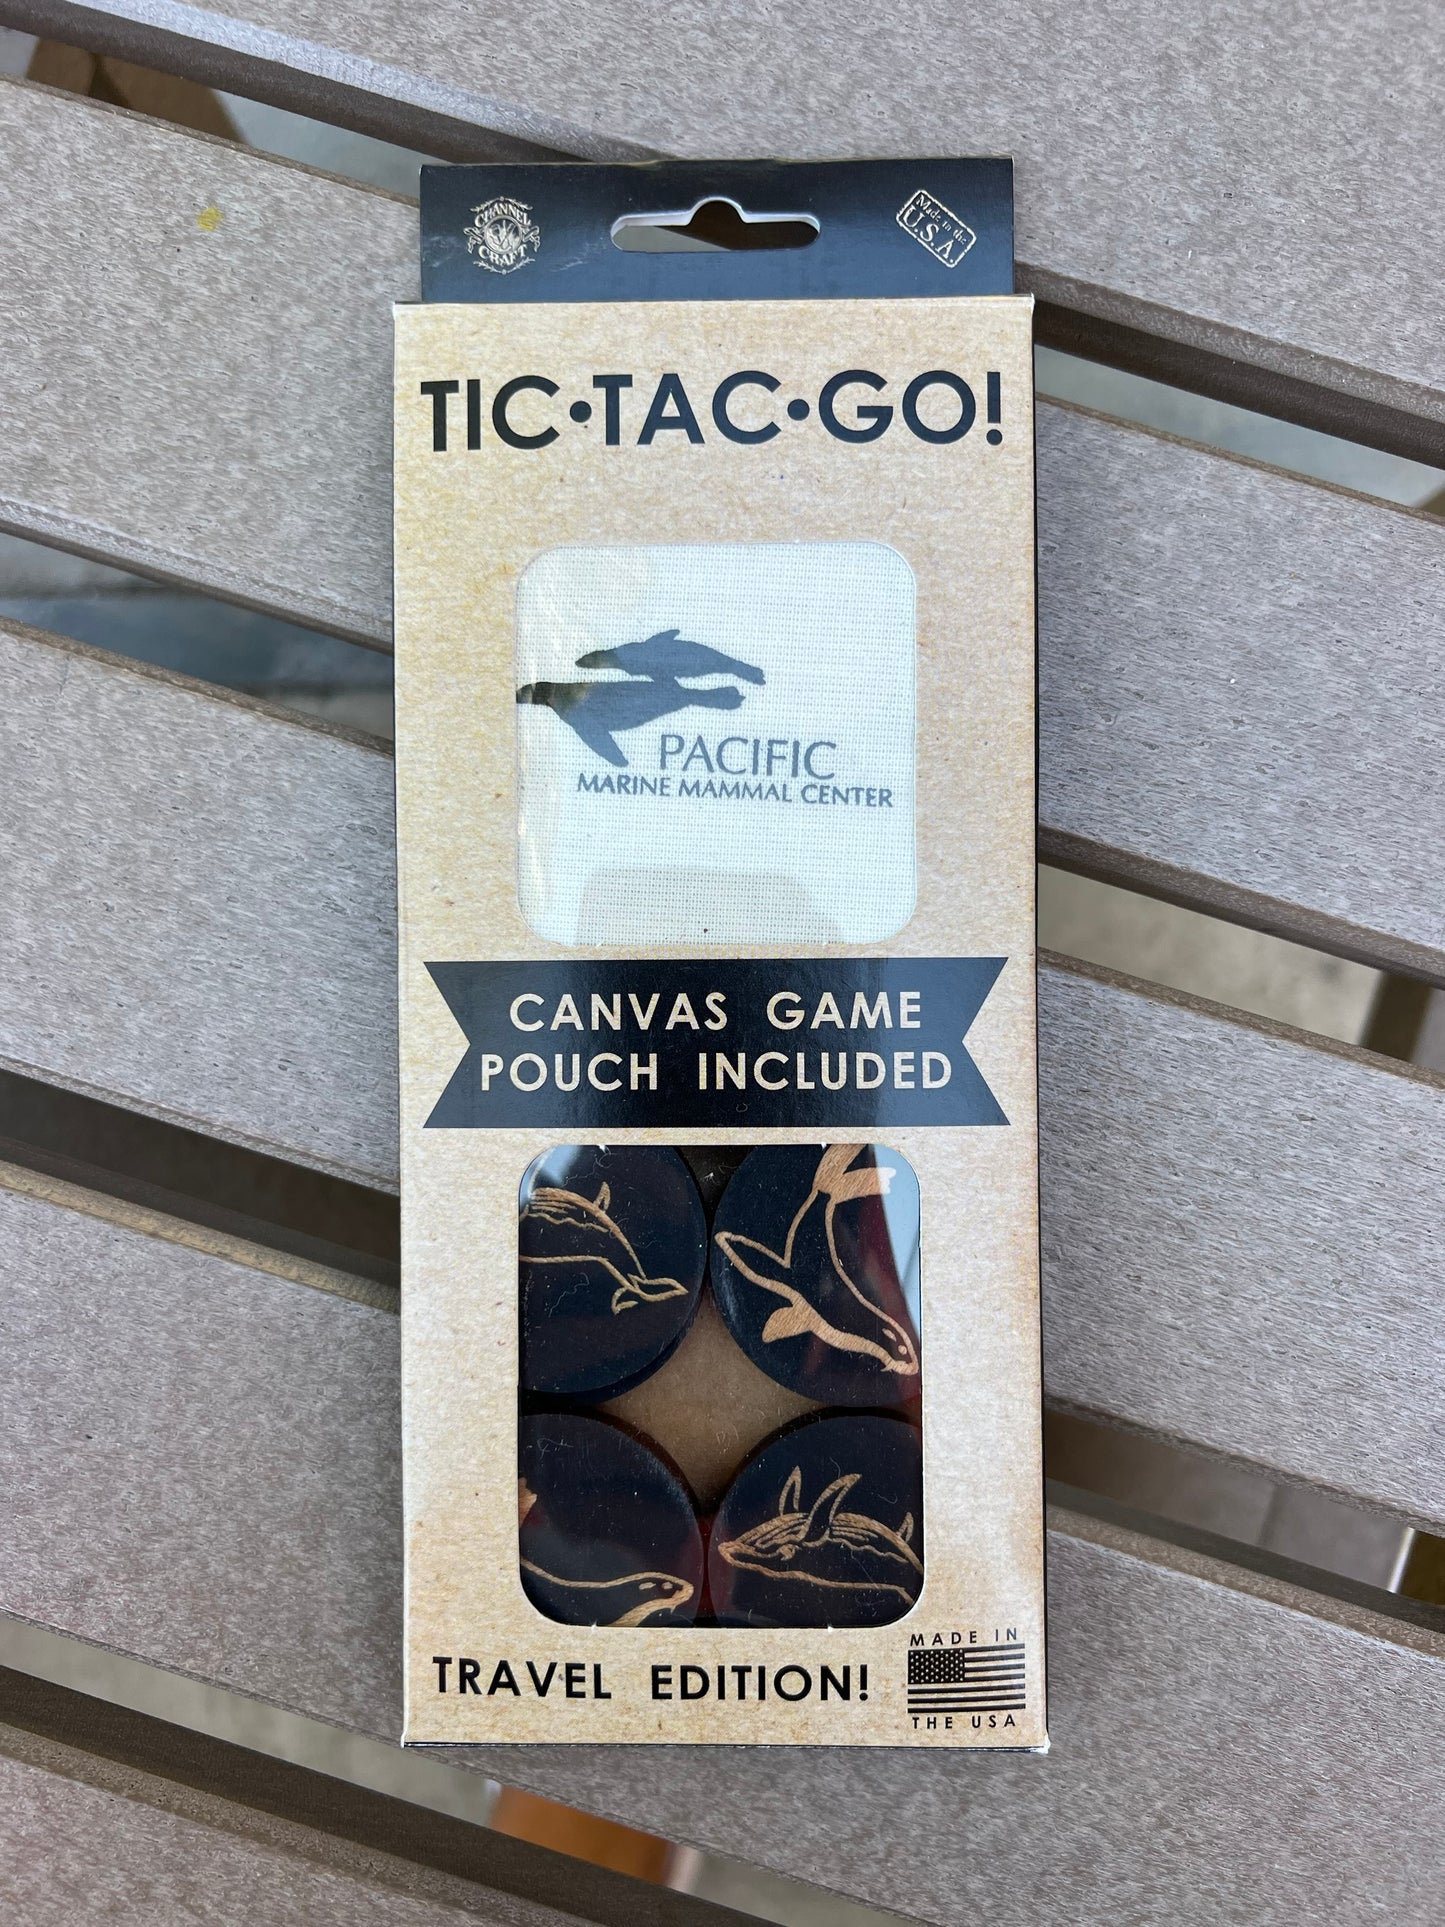 CHANNEL
CRAFT
Made in the
U.S.A.
TIC•TAC•GO!
PACIFIC
MARINE MAMMAL CENTER
CANVAS GAME
POUCH INCLUDED
TRAVEL EDITION!
MADE IN
THE USA